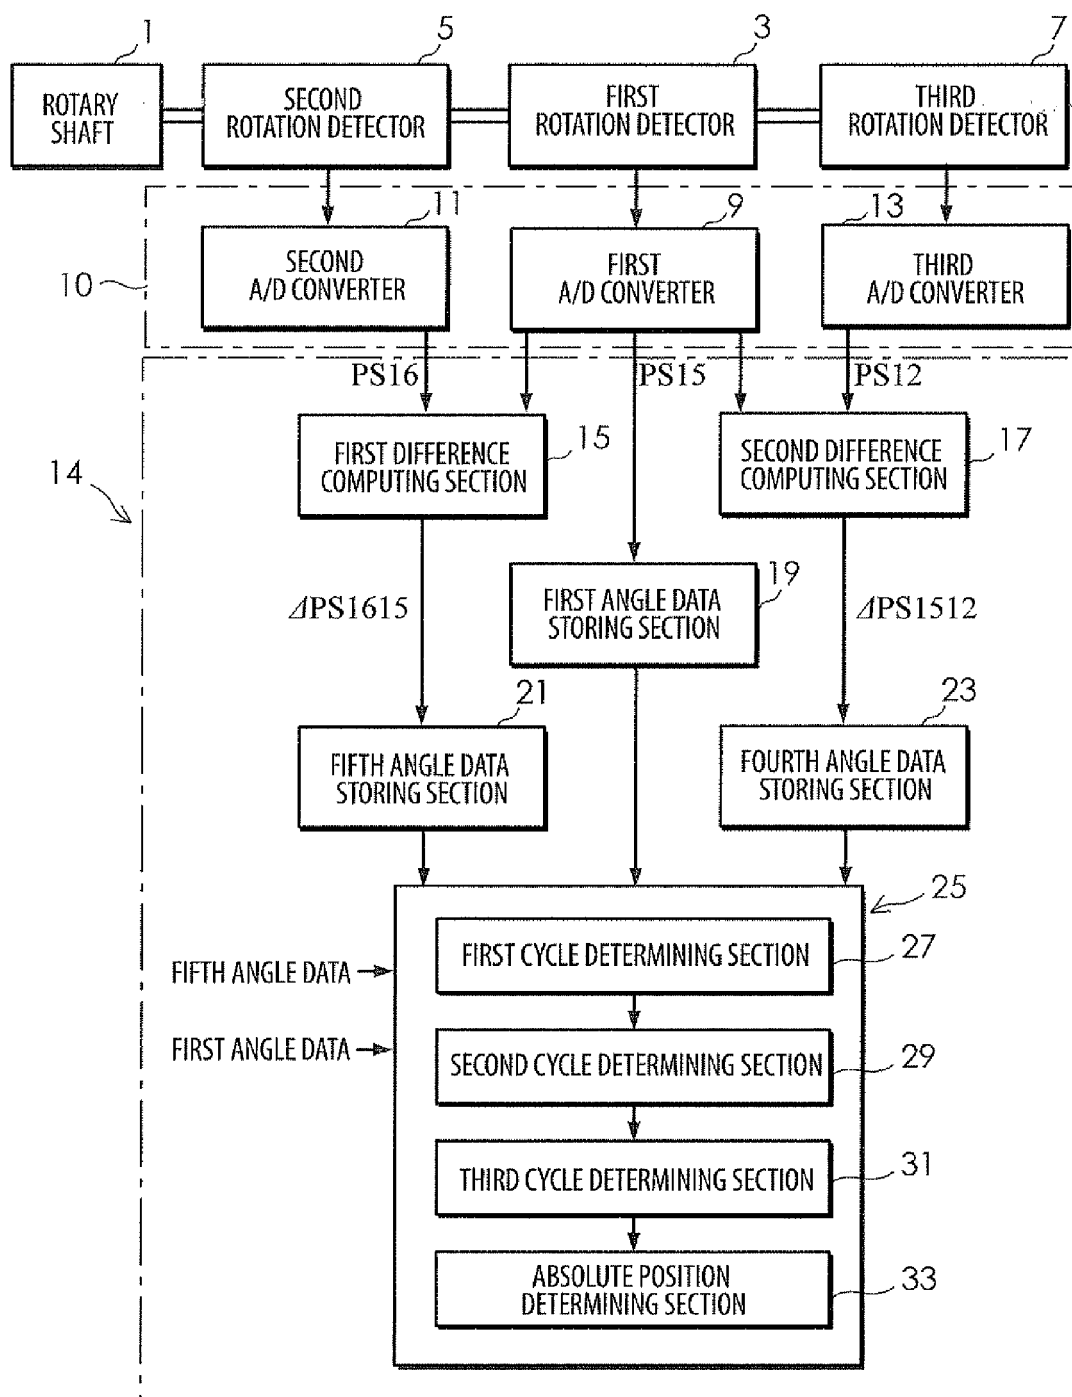 1
5
3
7
ROTARY
SHAFT
SECOND
ROTATION DETECTOR
FIRST
ROTATION DETECTOR
THIRD
ROTATION DETECTOR
11
9
13
10
SECOND
A/D CONVERTER
FIRST
A/D CONVERTER
THIRD
A/D CONVERTER
PS16
PS15
PS12
14
15
17
FIRST DIFFERENCE
COMPUTING SECTION
SECOND DIFFERENCE
COMPUTING SECTION
19
ΔPS1615
FIRST ANGLE DATA
STORING SECTION
ΔPS1512
21
23
FIFTH ANGLE DATA
STORING SECTION
FOURTH ANGLE DATA
STORING SECTION
25
FIRST CYCLE DETERMINING SECTION
27
FIFTH ANGLE DATA
FIRST ANGLE DATA
SECOND CYCLE DETERMINING SECTION
29
THIRD CYCLE DETERMINING SECTION
31
ABSOLUTE POSITION
DETERMINING SECTION
33